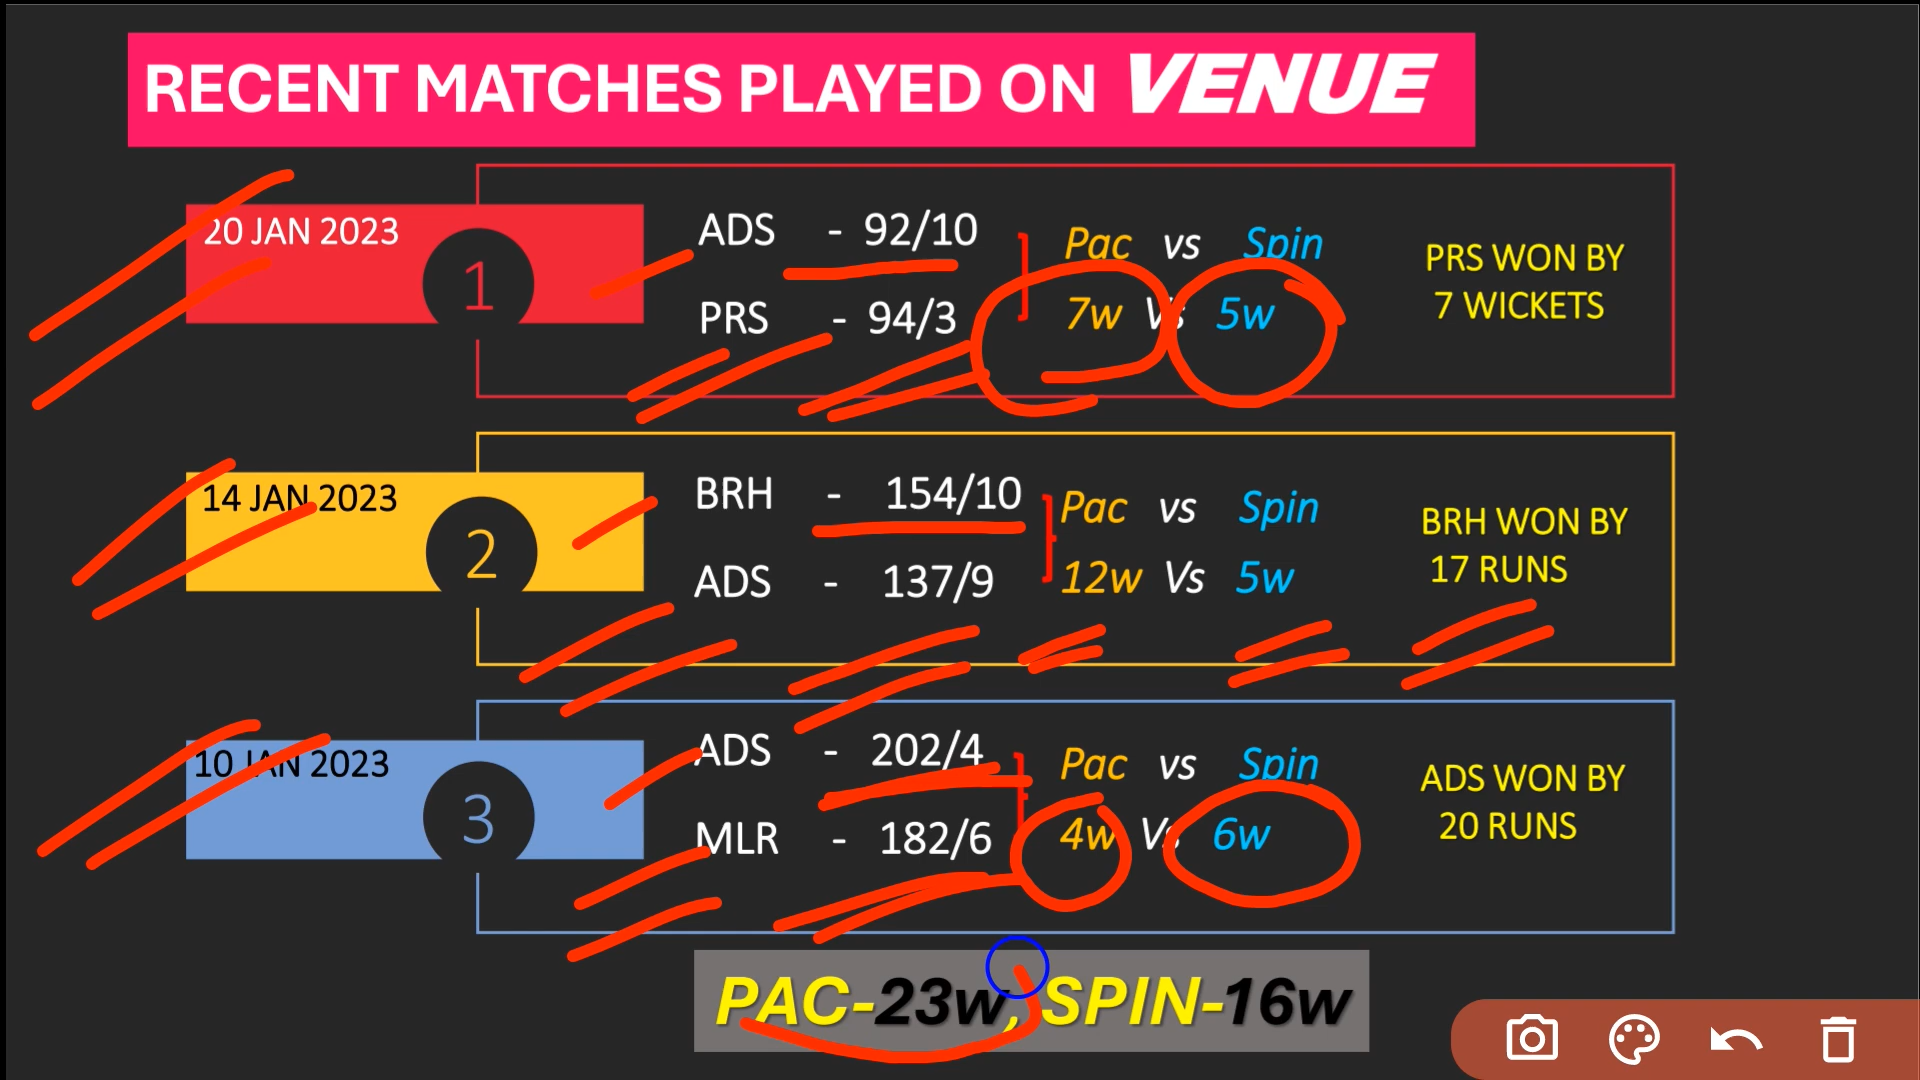 RECENT MATCHES PLAYED ON VENUE
20 JAN 2023
1
ADS - 92/10
PRS - 94/3
Pac vs Spin
7w Vs 5w
PRS WON BY
7 WICKETS
14 JAN 2023
2
BRH - 154/10
ADS - 137/9
Pac vs Spin
12w Vs 5w
BRH WON BY
17 RUNS
10 JAN 2023
3
ADS - 202/4
MLR - 182/6
Pac vs Spin
4w Vs 6w
ADS WON BY
20 RUNS
PAC-23w, SPIN-16w